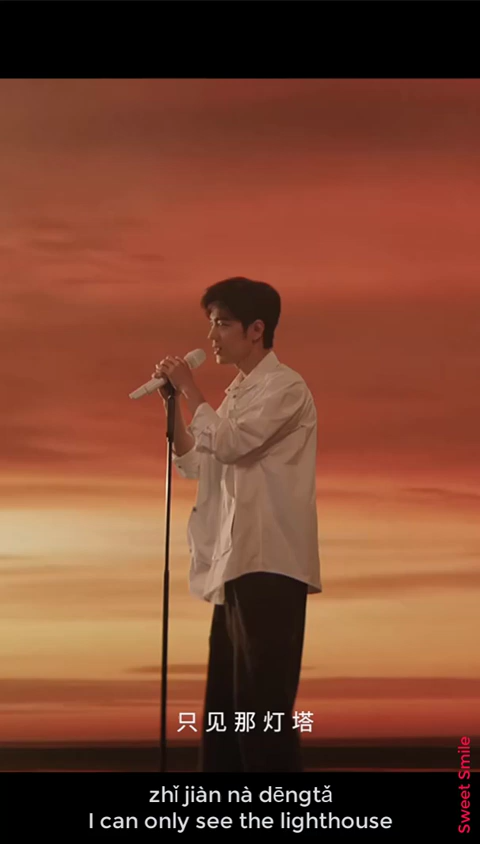 只见那灯塔
zhǐ jiàn nà dēngtǎ
I can only see the lighthouse
Sweet Smile